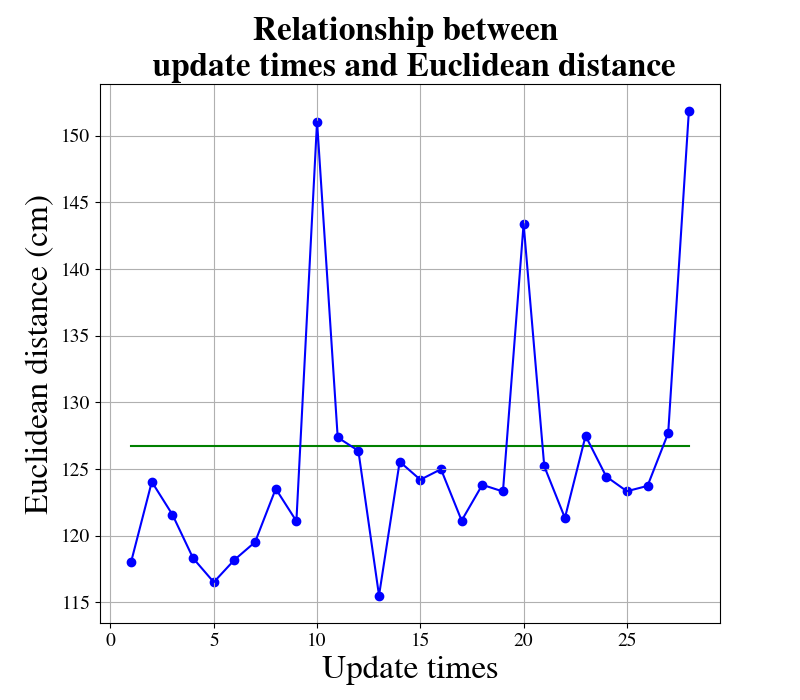 Relationship between
update times and Euclidean distance
Euclidean distance (cm)
150
145
140
135
130
125
120
115
0 5 10 15 20 25
Update times